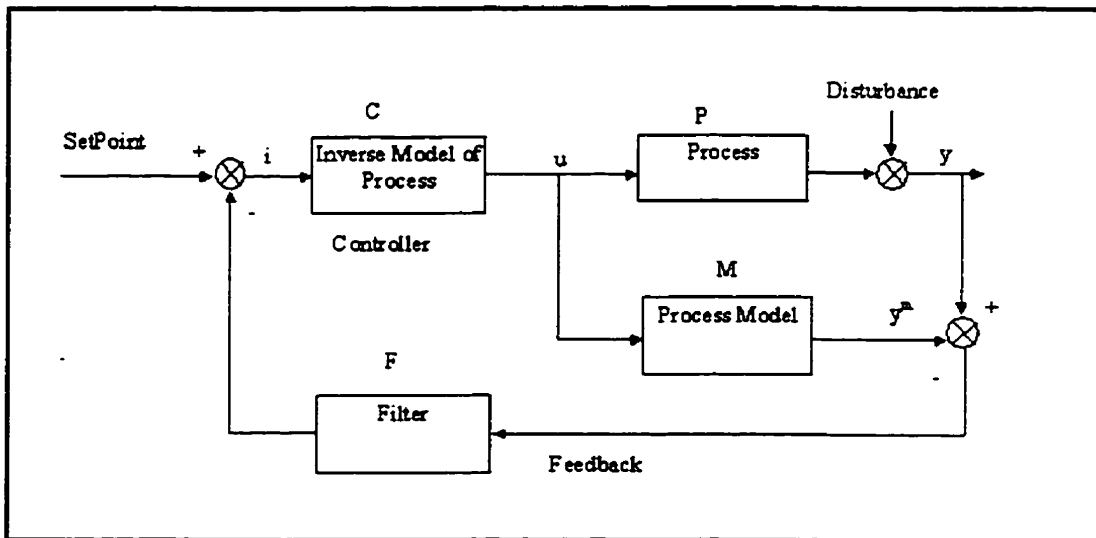 Disturbance
C
P
SetPoint
+
i
Inverse Model of
Process
u
Process
y
-
Controller
M
Process Model
y^m
+
-
F
Filter
Feedback